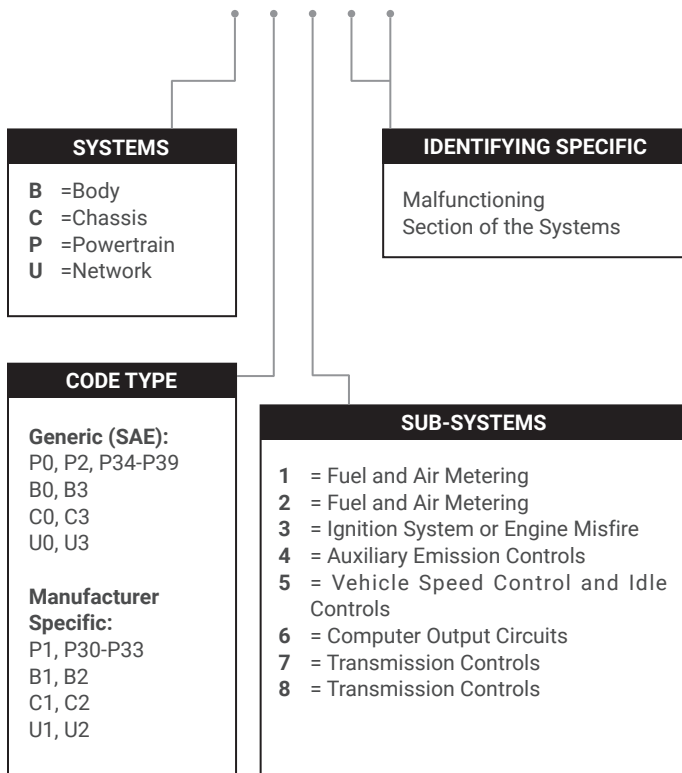 SYSTEMS
B =Body
C =Chassis
P =Powertrain
U =Network
IDENTIFYING SPECIFIC
Malfunctioning
Section of the Systems
CODE TYPE
Generic (SAE):
P0, P2, P34-P39
B0, B3
C0, C3
U0, U3
Manufacturer
Specific:
P1, P30-P33
B1, B2
C1, C2
U1, U2
SUB-SYSTEMS
1 = Fuel and Air Metering
2 = Fuel and Air Metering
3 = Ignition System or Engine Misfire
4 = Auxiliary Emission Controls
5 = Vehicle Speed Control and Idle
Controls
6 = Computer Output Circuits
7 = Transmission Controls
8 = Transmission Controls